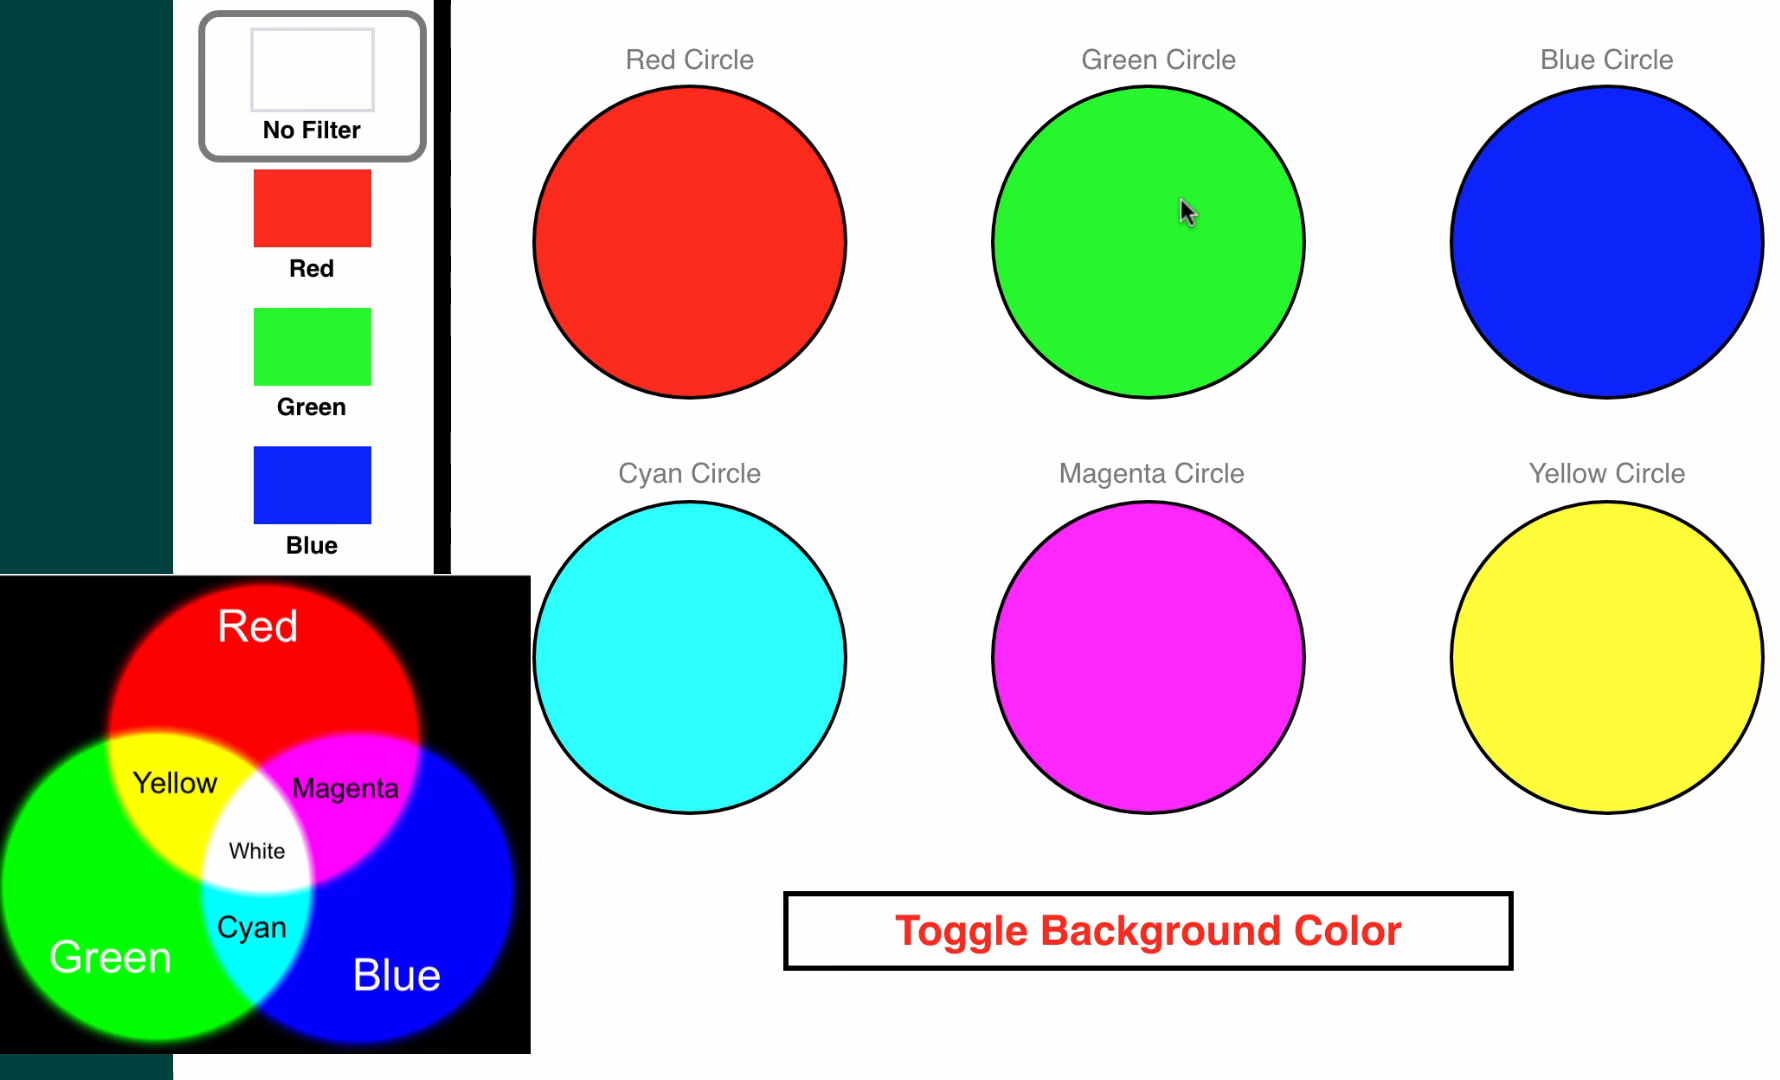 No Filter
Red
Green
Blue
Red Circle
Green Circle
Blue Circle
Cyan Circle
Magenta Circle
Yellow Circle
Toggle Background Color
Red
Yellow
Magenta
White
Cyan
Green
Blue